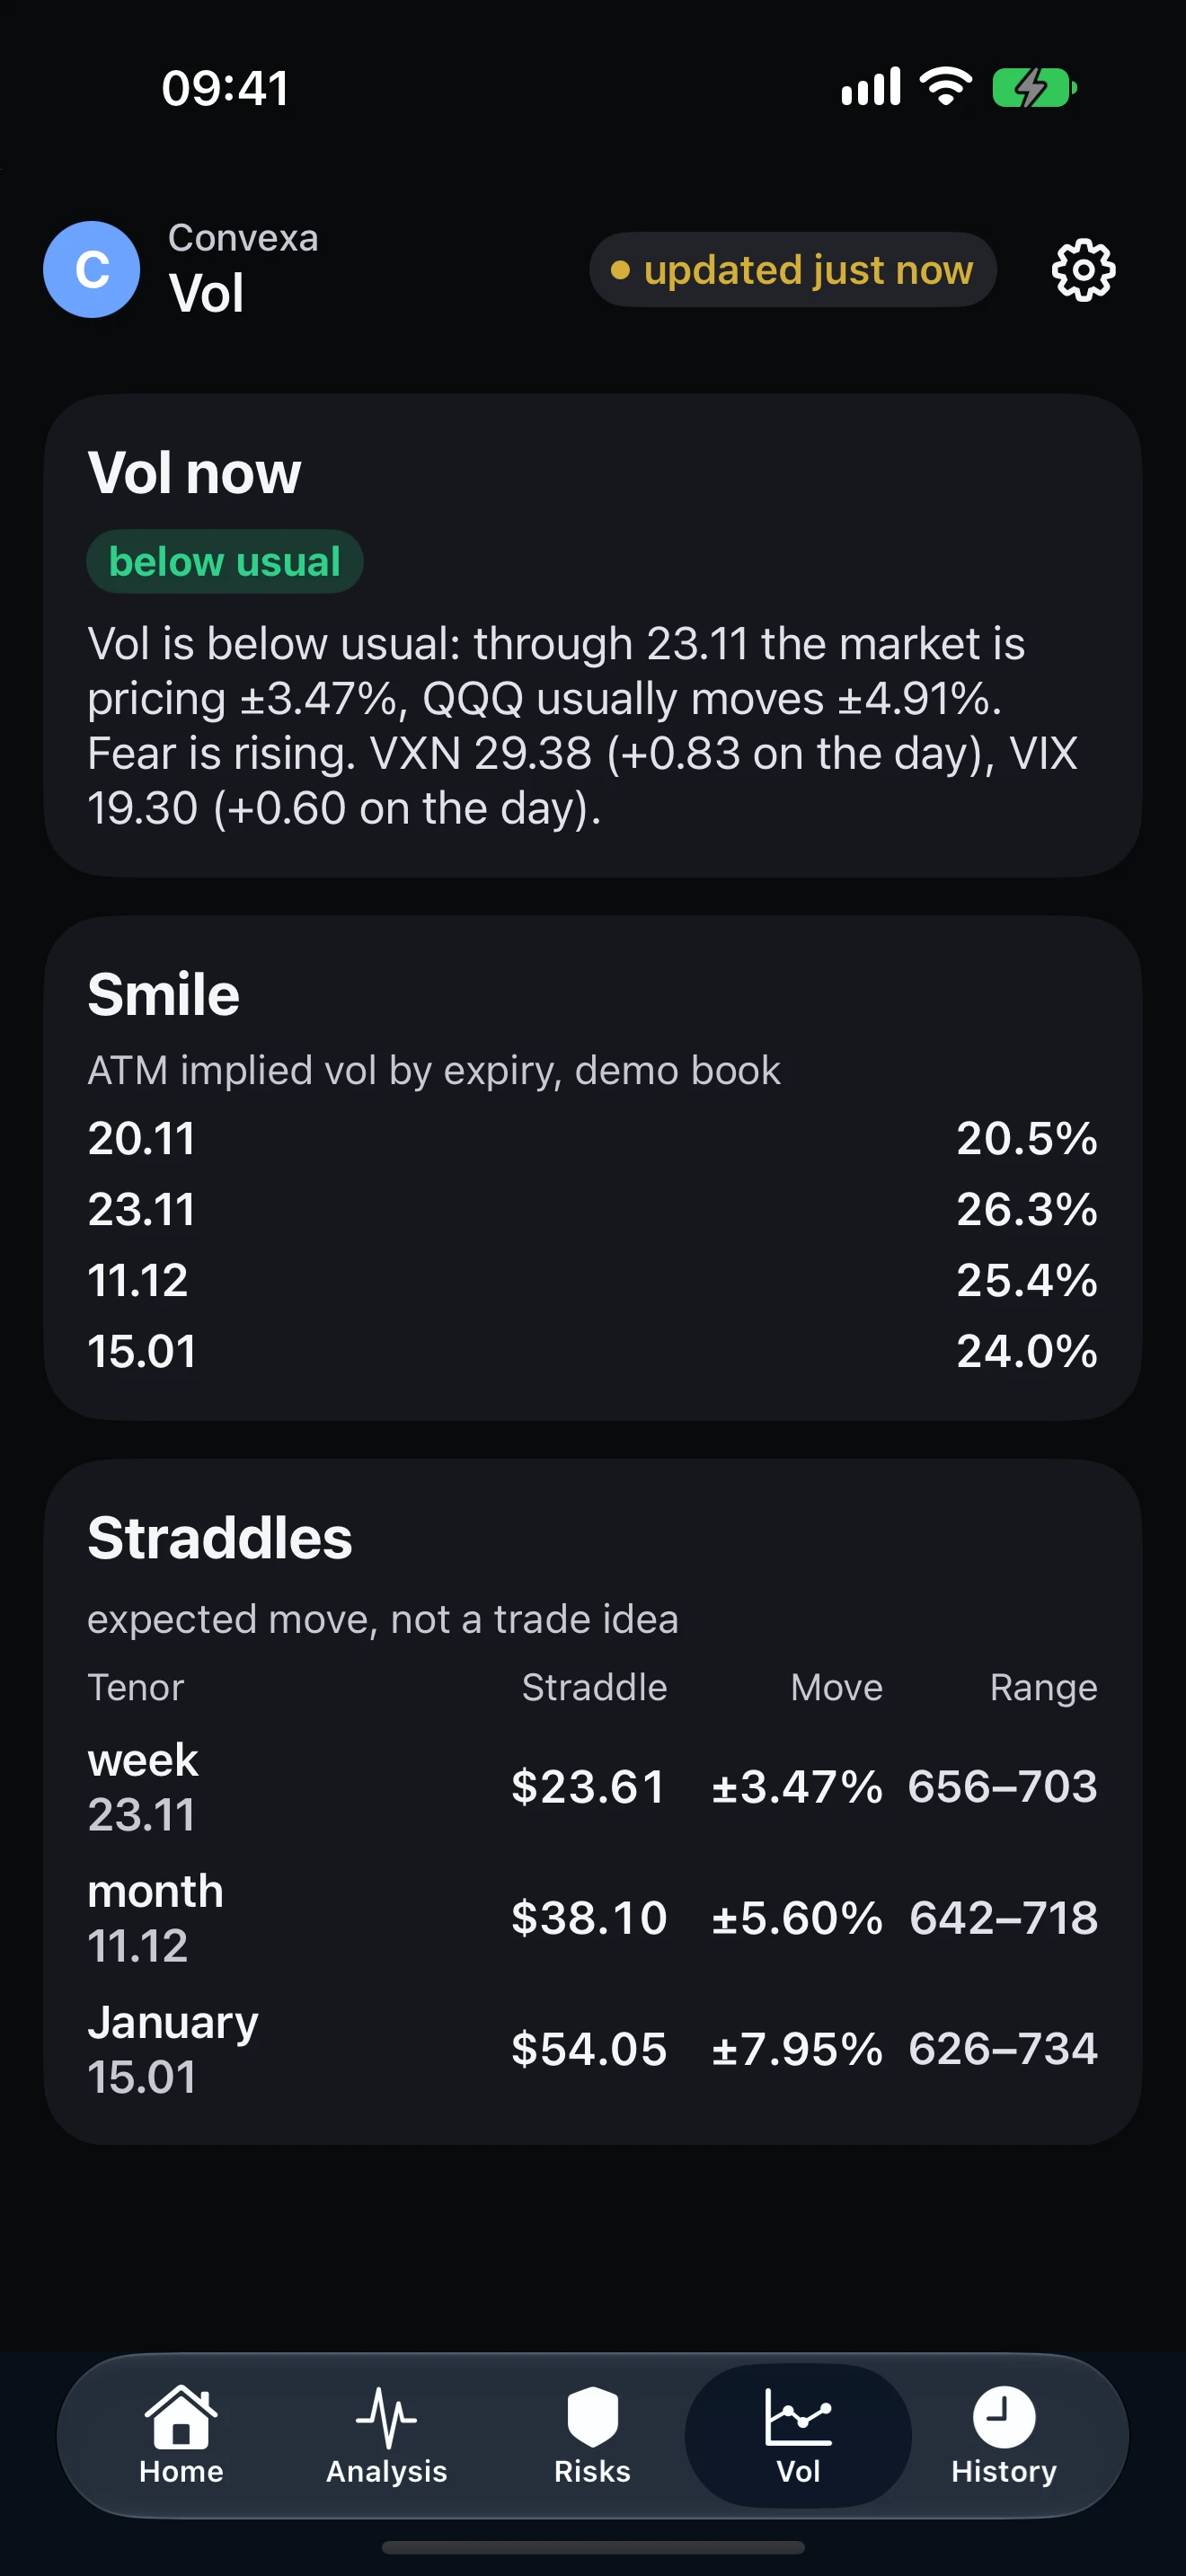 09:41
C
Convexa
Vol
updated just now
Vol now
below usual
Vol is below usual: through 23.11 the market is
pricing ±3.47%, QQQ usually moves ±4.91%.
Fear is rising. VXN 29.38 (+0.83 on the day), VIX
19.30 (+0.60 on the day).
Smile
ATM implied vol by expiry, demo book
20.11 20.5%
23.11 26.3%
11.12 25.4%
15.01 24.0%
Straddles
expected move, not a trade idea
Tenor Straddle Move Range
week
23.11 $23.61 ±3.47% 656–703
month
11.12 $38.10 ±5.60% 642–718
January
15.01 $54.05 ±7.95% 626–734
Home Analysis Risks Vol History